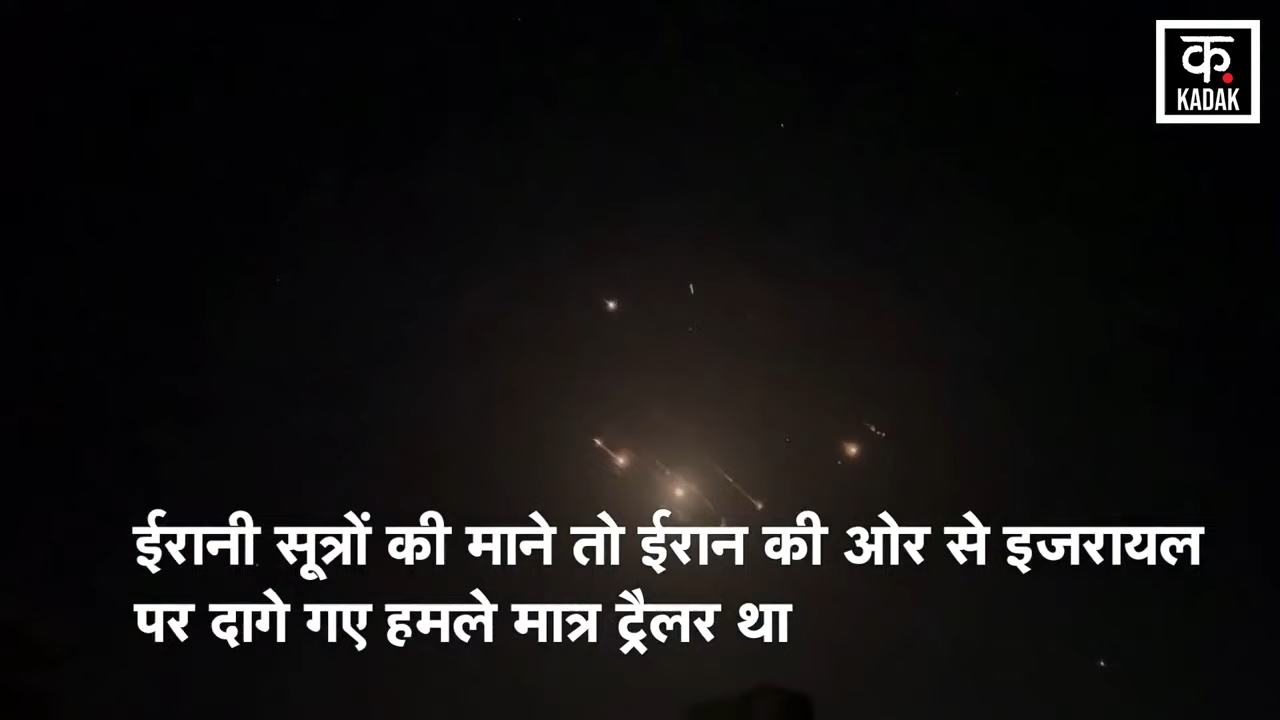 क.
KADAK
ईरानी सूत्रों की माने तो ईरान की ओर से इजरायल
पर दागे गए हमले मात्र ट्रैलर था